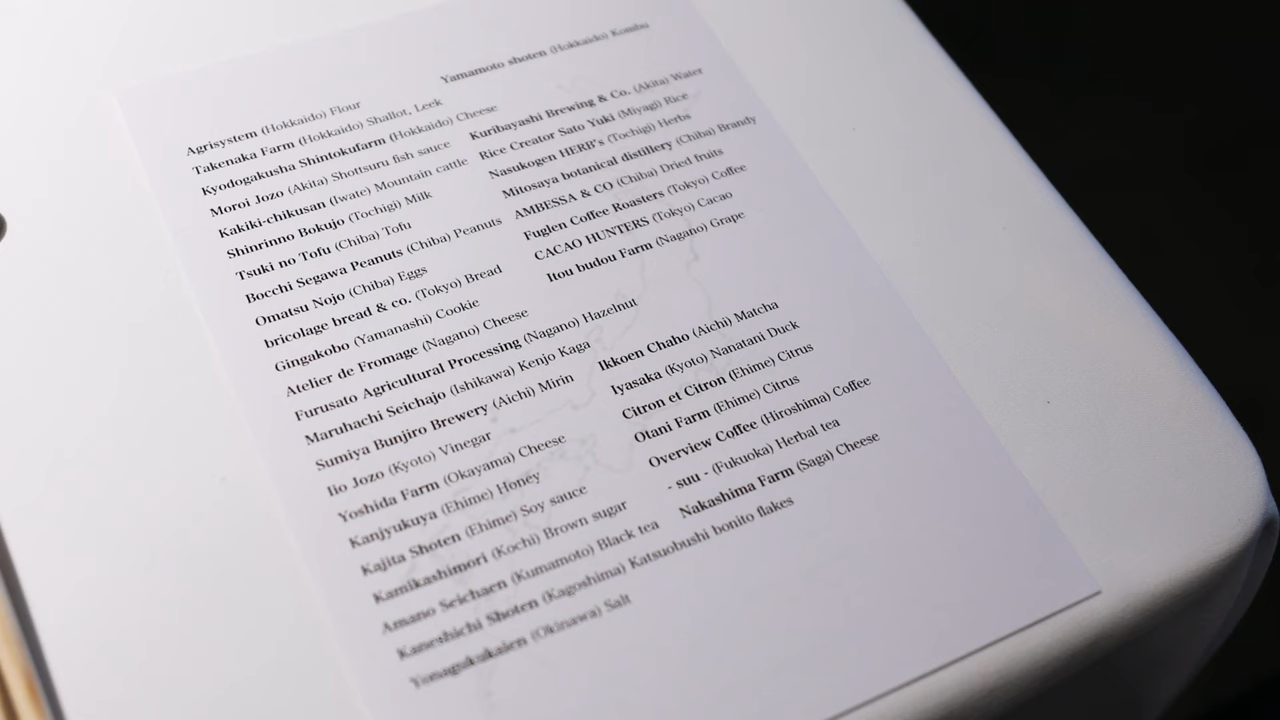 Yamamoto shoten (Hokkaido) Kombu
Agrisystem (Hokkaido) Flour
Takenaka Farm (Hokkaido) Shallot, Leek
Kyodogakusha Shintokufarm (Hokkaido) Cheese
Moroi Jozo (Akita) Shottsuru fish sauce
Kakiki-chikusan (Iwate) Mountain cattle
Shinrinno Bokujo (Tochigi) Milk
Tsuki no Tofu (Chiba) Tofu
Bocchi Segawa Peanuts (Chiba) Peanuts
Omatsu Nojo (Chiba) Eggs
bricolage bread & co. (Tokyo) Bread
Gingakobo (Yamanashi) Cookie
Atelier de Fromage (Nagano) Cheese
Furusato Agricultural Processing (Nagano) Hazelnut
Maruhachi Seichajo (Ishikawa) Kenjo Kaga
Sumiya Bunjiro Brewery (Aichi) Mirin
Iio Jozo (Kyoto) Vinegar
Yoshida Farm (Okayama) Cheese
Kanjyukuya (Ehime) Honey
Kajita Shoten (Ehime) Soy sauce
Kamikashimori (Kochi) Brown sugar
Amano Seichaen (Kumamoto) Black tea
Kaneshichi Shoten (Kagoshima) Katsuobushi bonito flakes
Yonagunikaien (Okinawa) Salt
Kuribayashi Brewing & Co. (Akita) Water
Rice Creator Sato Yuki (Miyagi) Rice
Nasukogen HERB's (Tochigi) Herbs
Mitosaya botanical distillery (Chiba) Brandy
AMBESSA & CO (Chiba) Dried fruits
Fuglen Coffee Roasters (Tokyo) Coffee
CACAO HUNTERS (Tokyo) Cacao
Itou budou Farm (Nagano) Grape
Ikkoen Chaho (Aichi) Matcha
Iyasaka (Kyoto) Nanatani Duck
Citron et Citron (Ehime) Citrus
Otani Farm (Ehime) Citrus
Overview Coffee (Hiroshima) Coffee
- suu - (Fukuoka) Herbal tea
Nakashima Farm (Saga) Cheese